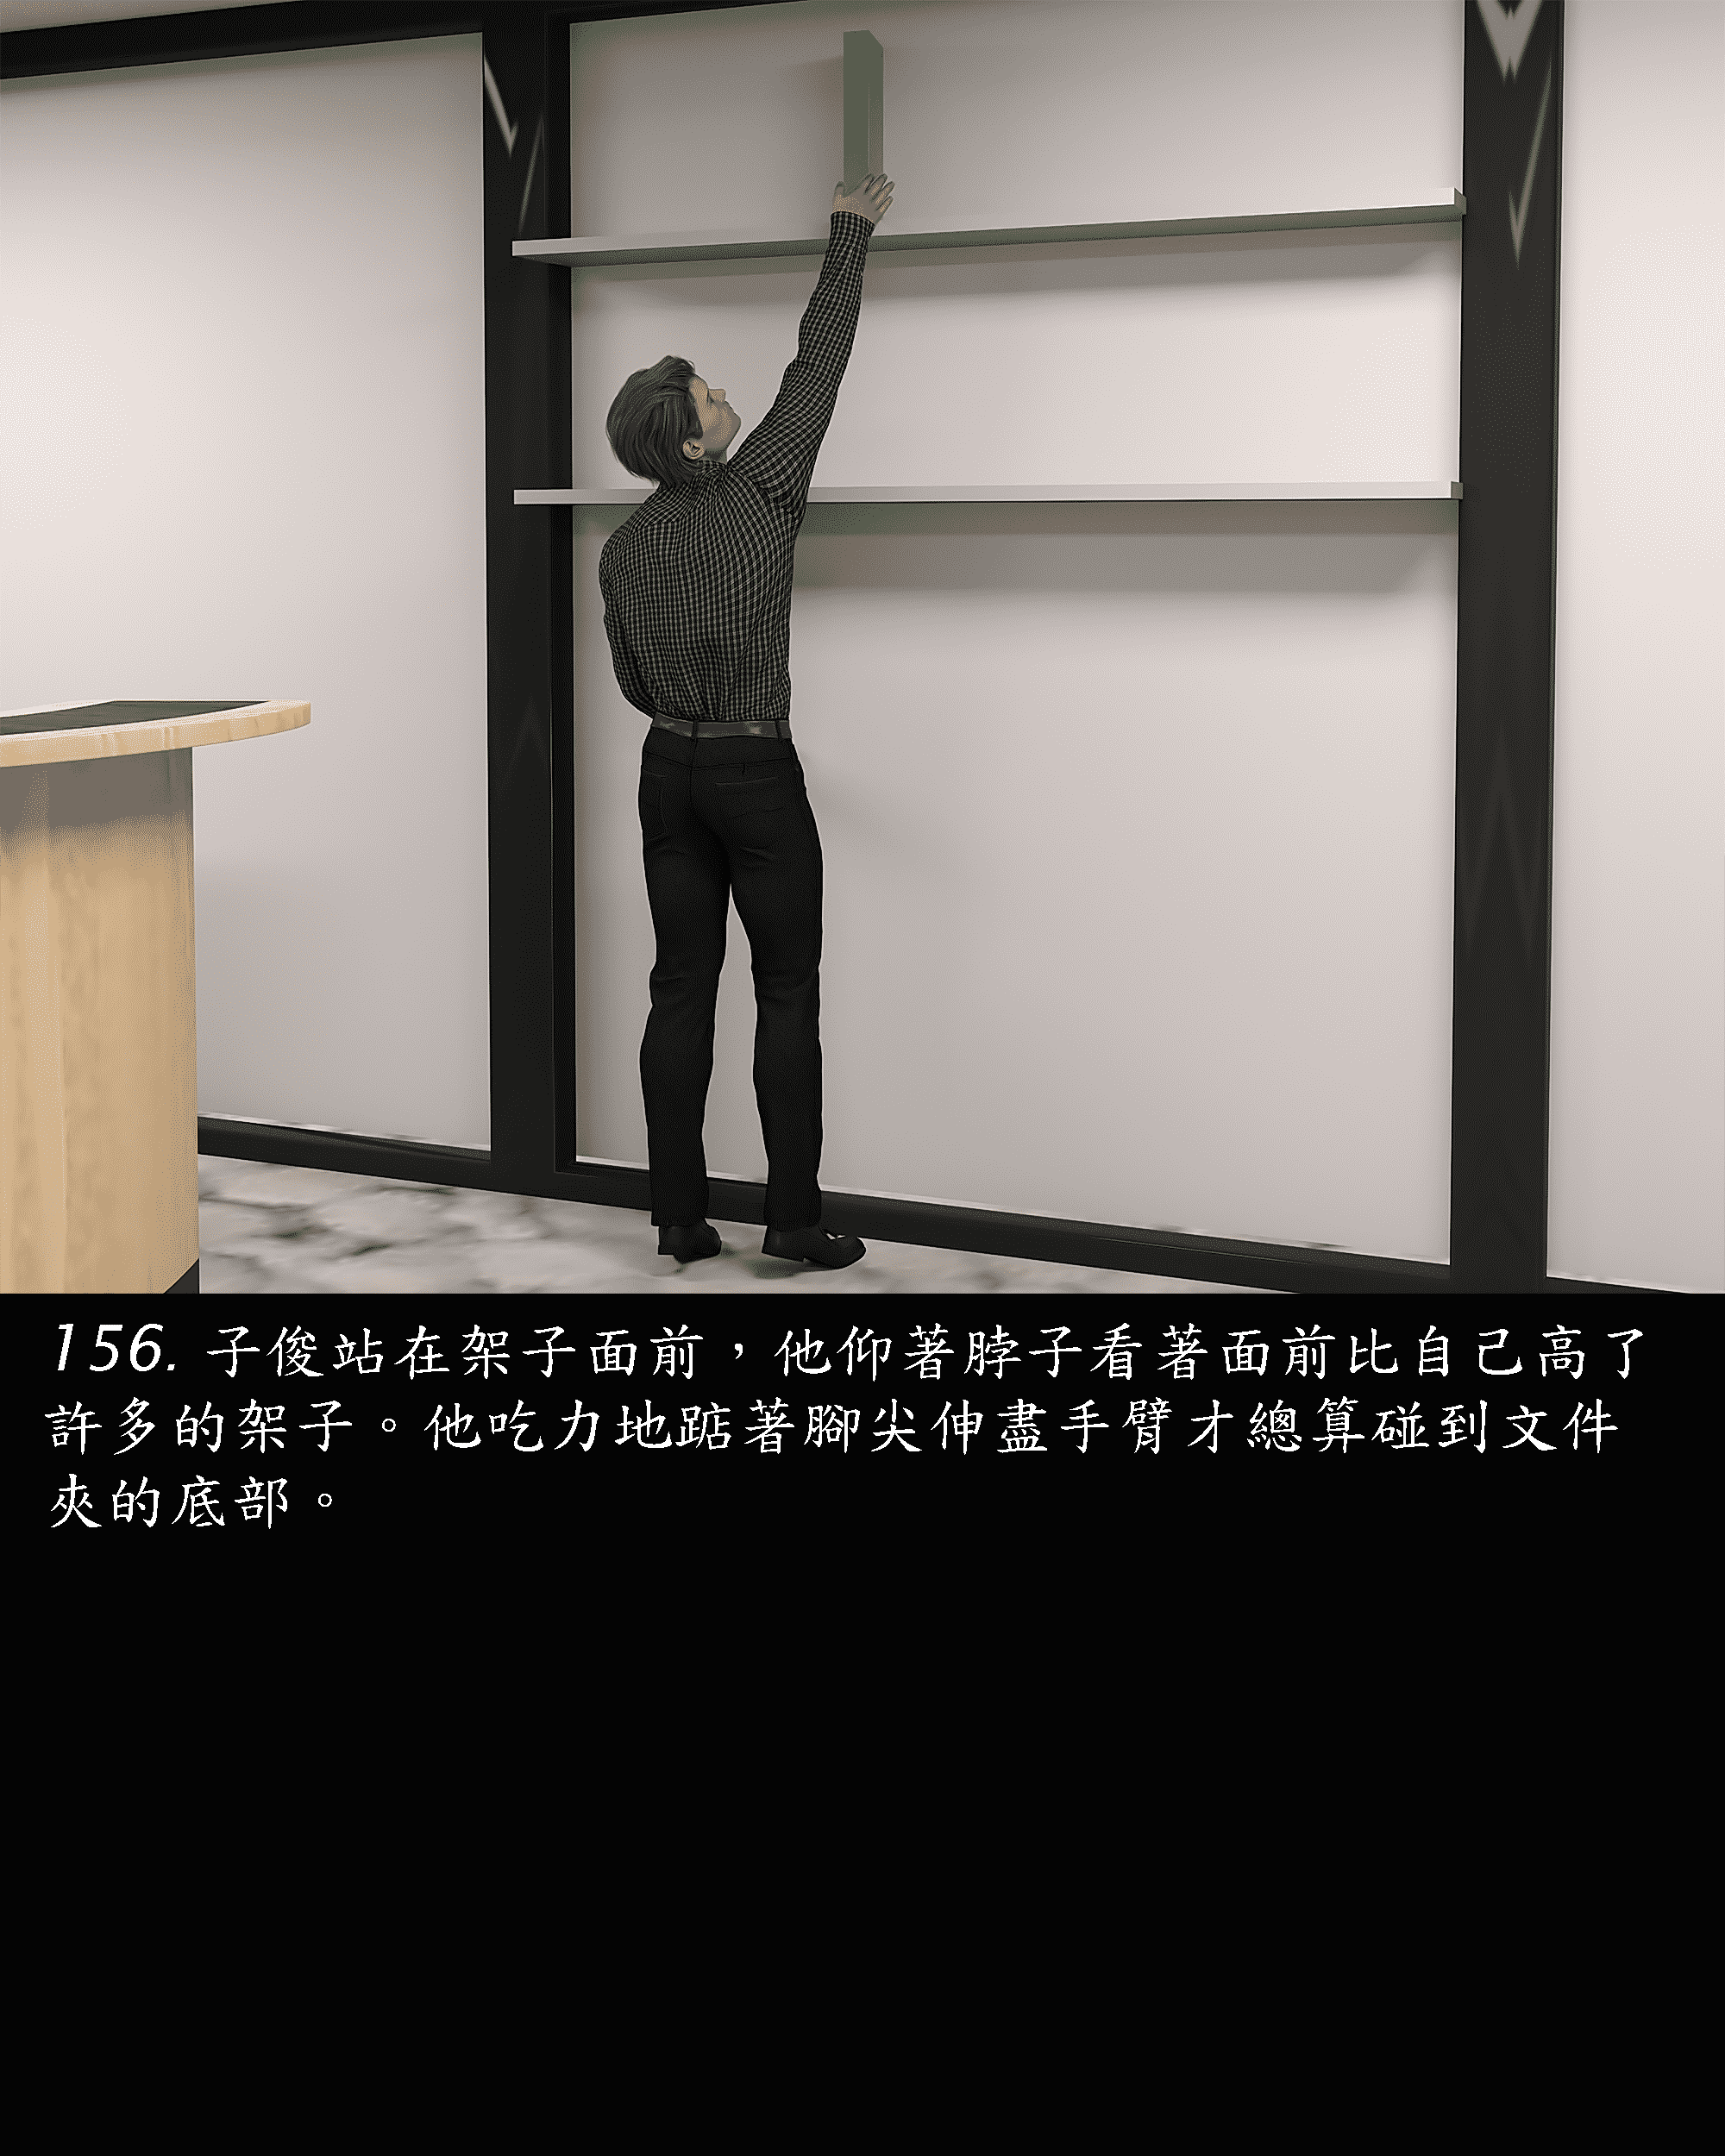 156. 子俊站在架子面前，他仰著脖子看著面前比自己高了
許多的架子。他吃力地踮著腳尖伸盡手臂才總算碰到文件
夾的底部。